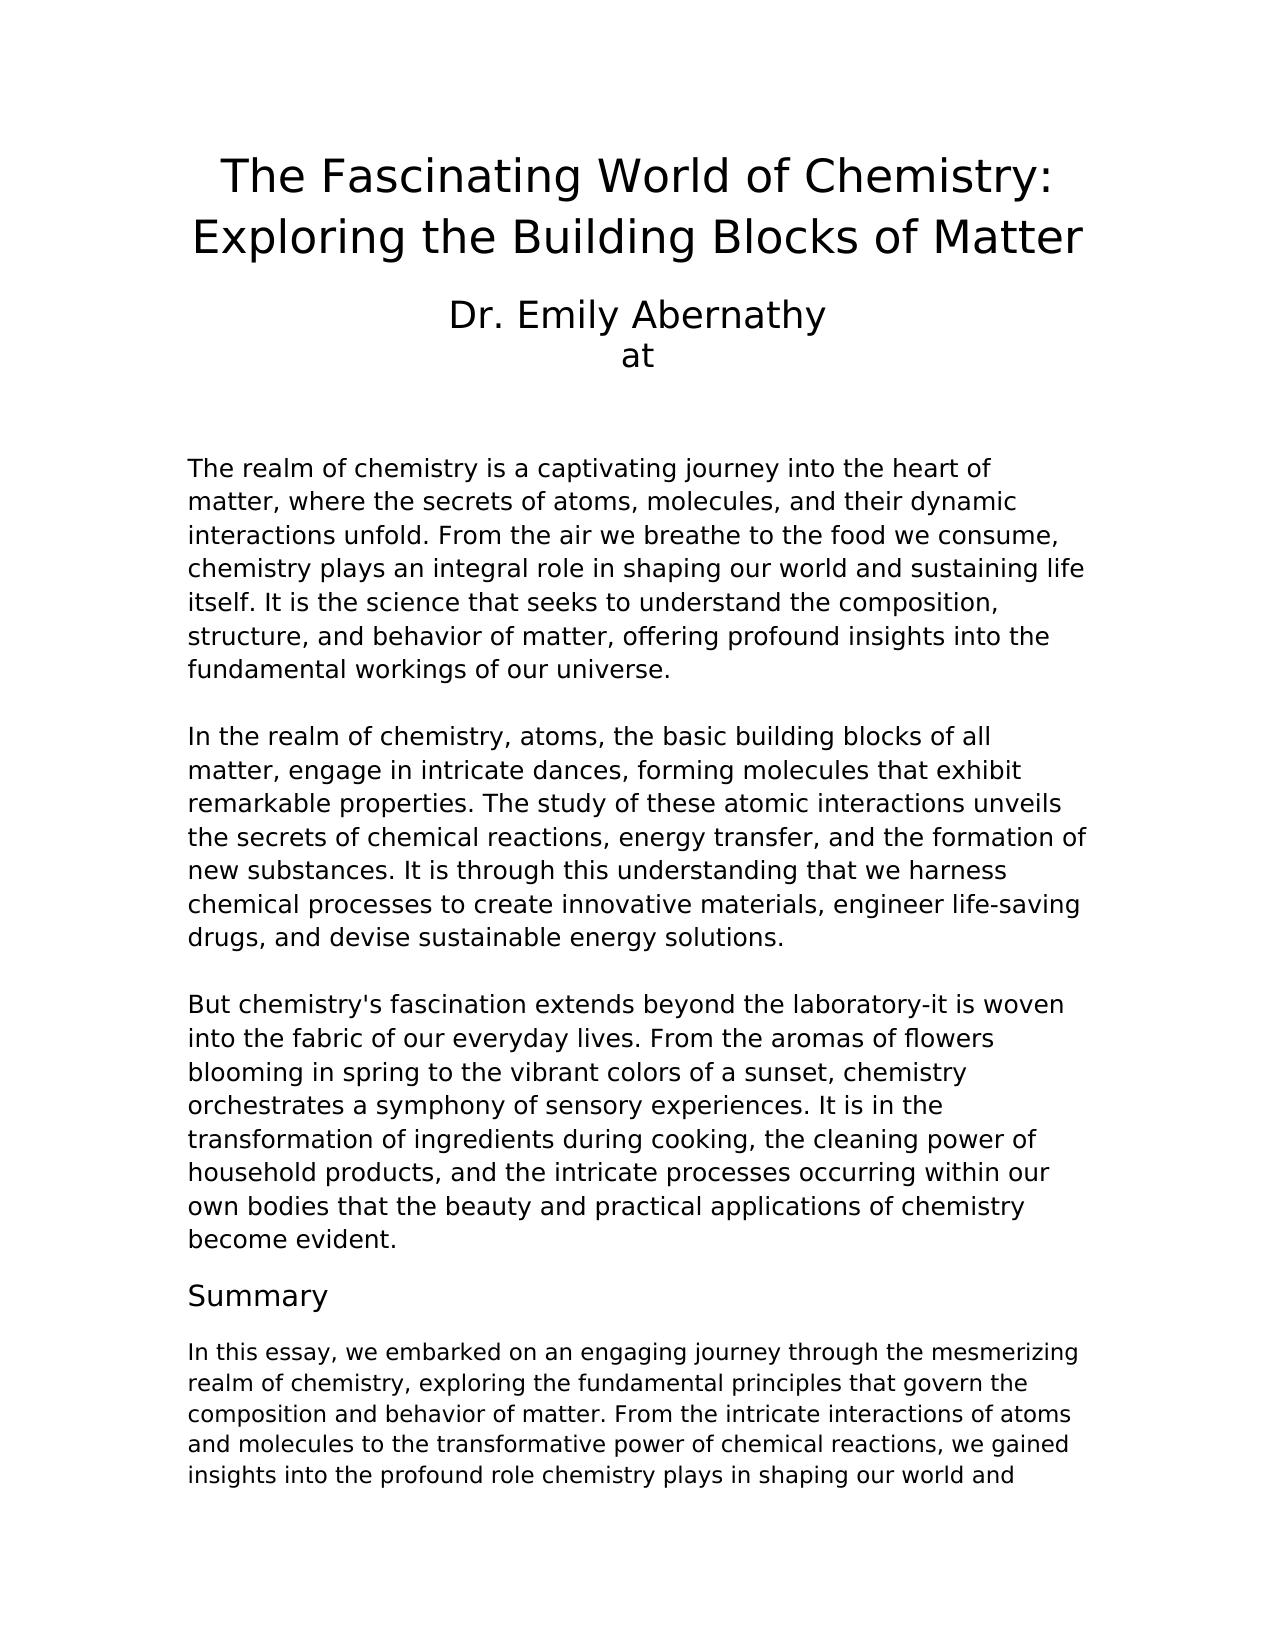 The Fascinating World of Chemistry:
Exploring the Building Blocks of Matter
Dr. Emily Abernathy
at
The realm of chemistry is a captivating journey into the heart of
matter, where the secrets of atoms, molecules, and their dynamic
interactions unfold. From the air we breathe to the food we consume,
chemistry plays an integral role in shaping our world and sustaining life
itself. It is the science that seeks to understand the composition,
structure, and behavior of matter, offering profound insights into the
fundamental workings of our universe.
In the realm of chemistry, atoms, the basic building blocks of all
matter, engage in intricate dances, forming molecules that exhibit
remarkable properties. The study of these atomic interactions unveils
the secrets of chemical reactions, energy transfer, and the formation of
new substances. It is through this understanding that we harness
chemical processes to create innovative materials, engineer life-saving
drugs, and devise sustainable energy solutions.
But chemistry's fascination extends beyond the laboratory-it is woven
into the fabric of our everyday lives. From the aromas of flowers
blooming in spring to the vibrant colors of a sunset, chemistry
orchestrates a symphony of sensory experiences. It is in the
transformation of ingredients during cooking, the cleaning power of
household products, and the intricate processes occurring within our
own bodies that the beauty and practical applications of chemistry
become evident.
Summary
In this essay, we embarked on an engaging journey through the mesmerizing
realm of chemistry, exploring the fundamental principles that govern the
composition and behavior of matter. From the intricate interactions of atoms
and molecules to the transformative power of chemical reactions, we gained
insights into the profound role chemistry plays in shaping our world and